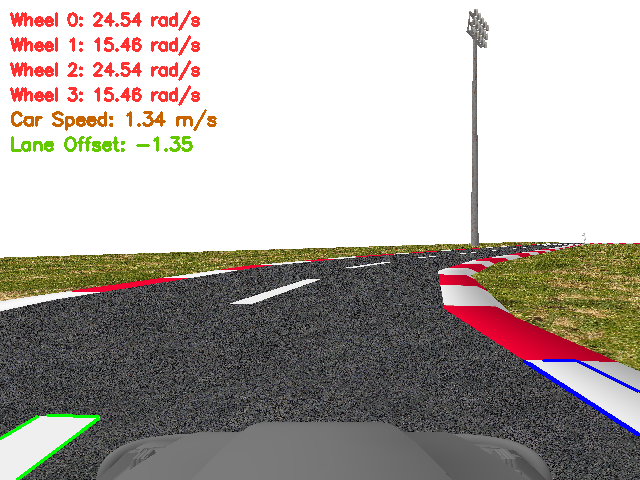 Wheel 0: 24.54 rad/s
Wheel 1: 15.46 rad/s
Wheel 2: 24.54 rad/s
Wheel 3: 15.46 rad/s
Car Speed: 1.34 m/s
Lane Offset: -1.35